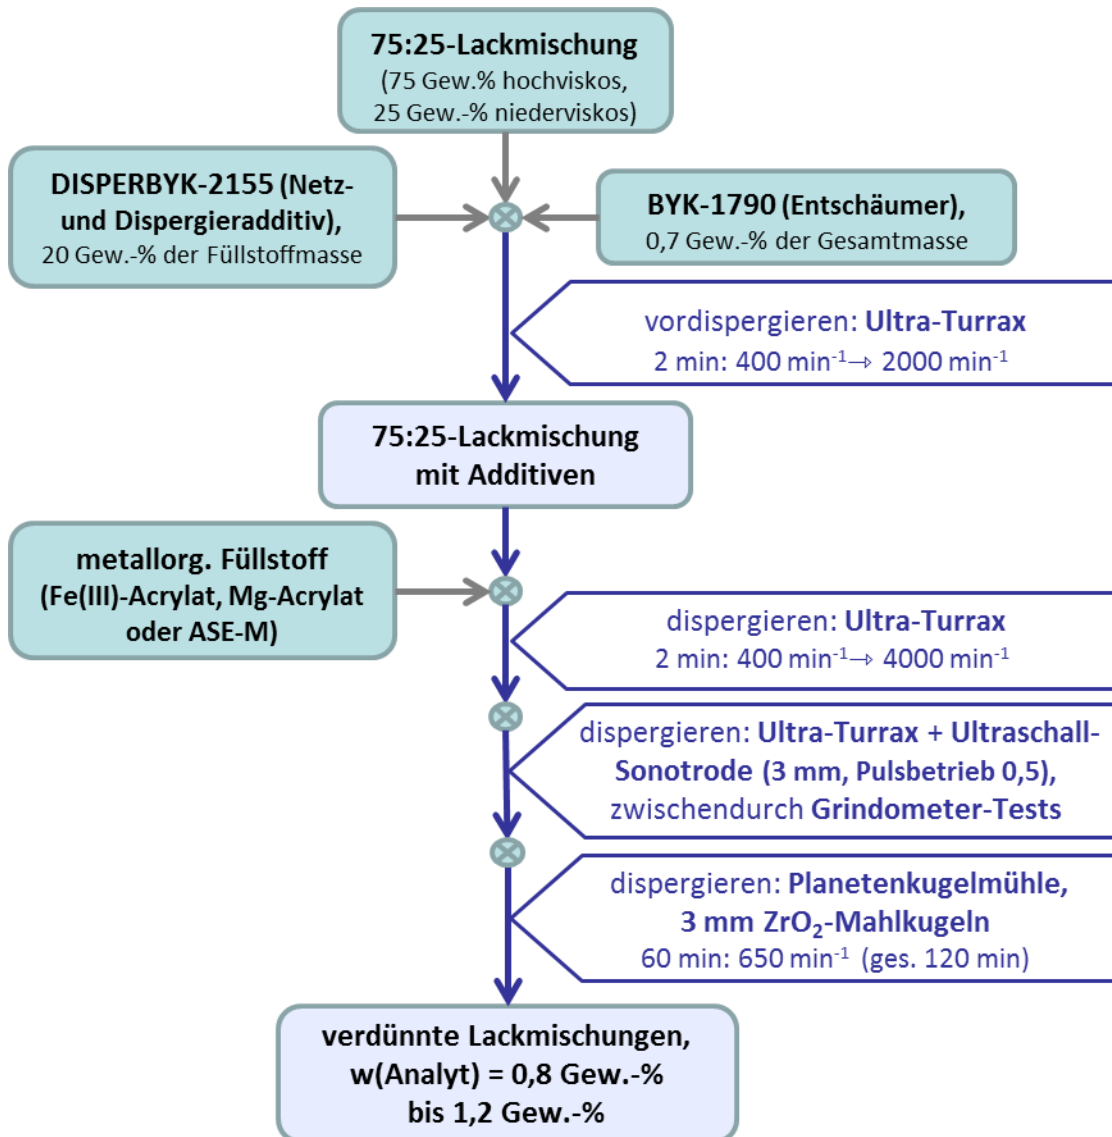 75:25-Lackmischung
(75 Gew.% hochviskos,
25 Gew.-% niederviskos)
DISPERBYK-2155 (Netz-
und Dispergieradditiv),
20 Gew.-% der Füllstoffmasse
BYK-1790 (Entschäumer),
0,7 Gew.-% der Gesamtmasse
vordispergieren: Ultra-Turrax
2 min: 400 min⁻¹→ 2000 min⁻¹
75:25-Lackmischung
mit Additiven
metallorg. Füllstoff
(Fe(III)-Acrylat, Mg-Acrylat
oder ASE-M)
dispergieren: Ultra-Turrax
2 min: 400 min⁻¹→ 4000 min⁻¹
dispergieren: Ultra-Turrax + Ultraschall-
Sonotrode (3 mm, Pulsbetrieb 0,5),
zwischendurch Grindometer-Tests
dispergieren: Planetenkugelmühle,
3 mm ZrO₂-Mahlkugeln
60 min: 650 min⁻¹ (ges. 120 min)
verdünnte Lackmischungen,
w(Analyt) = 0,8 Gew.-%
bis 1,2 Gew.-%